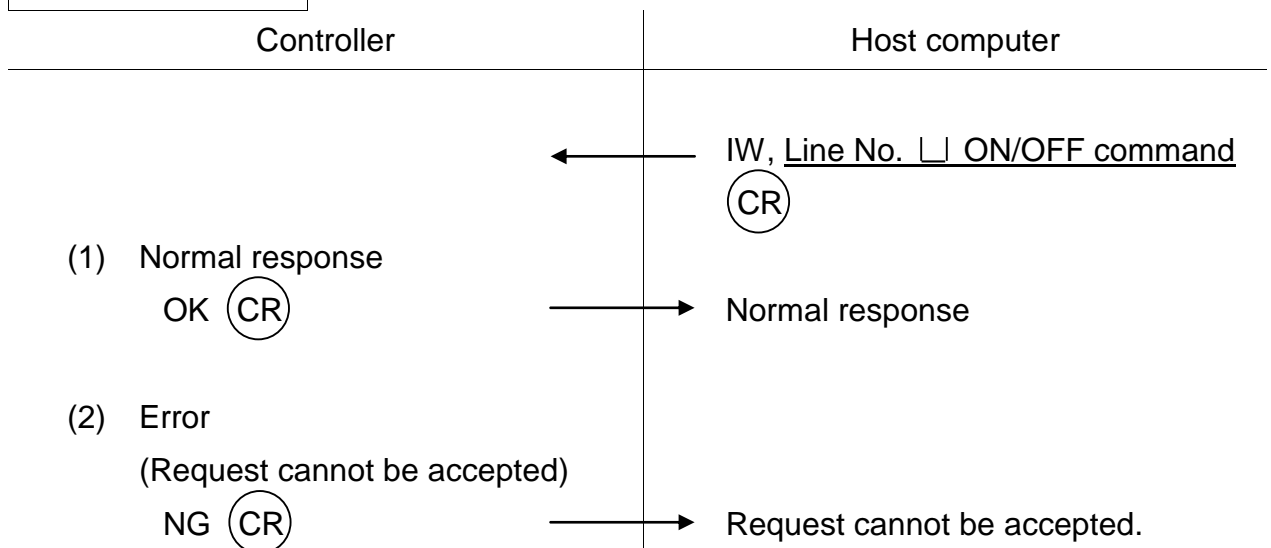 Controller Host computer
IW, Line No. ⌴ ON/OFF command
CR
(1) Normal response
OK CR Normal response
(2) Error
(Request cannot be accepted)
NG CR Request cannot be accepted.